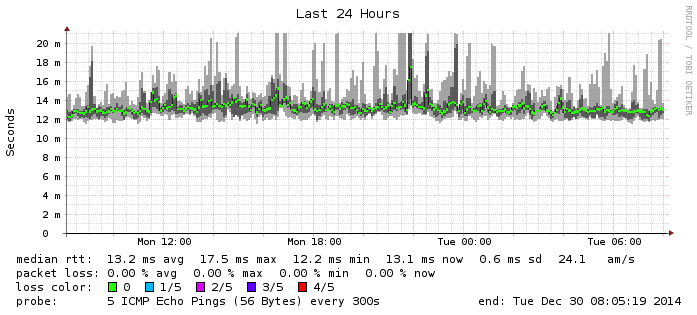 Last 24 Hours
RRDTOOL / TOBI OETIKER
Seconds
20 m
18 m
16 m
14 m
12 m
10 m
8 m
6 m
4 m
2 m
0
Mon 12:00 Mon 18:00 Tue 00:00 Tue 06:00
median rtt: 13.2 ms avg 17.5 ms max 12.2 ms min 13.1 ms now 0.6 ms sd 24.1 am/s
packet loss: 0.00 % avg 0.00 % max 0.00 % min 0.00 % now
loss color: 0 1/5 2/5 3/5 4/5
probe: 5 ICMP Echo Pings (56 Bytes) every 300s end: Tue Dec 30 08:05:19 2014